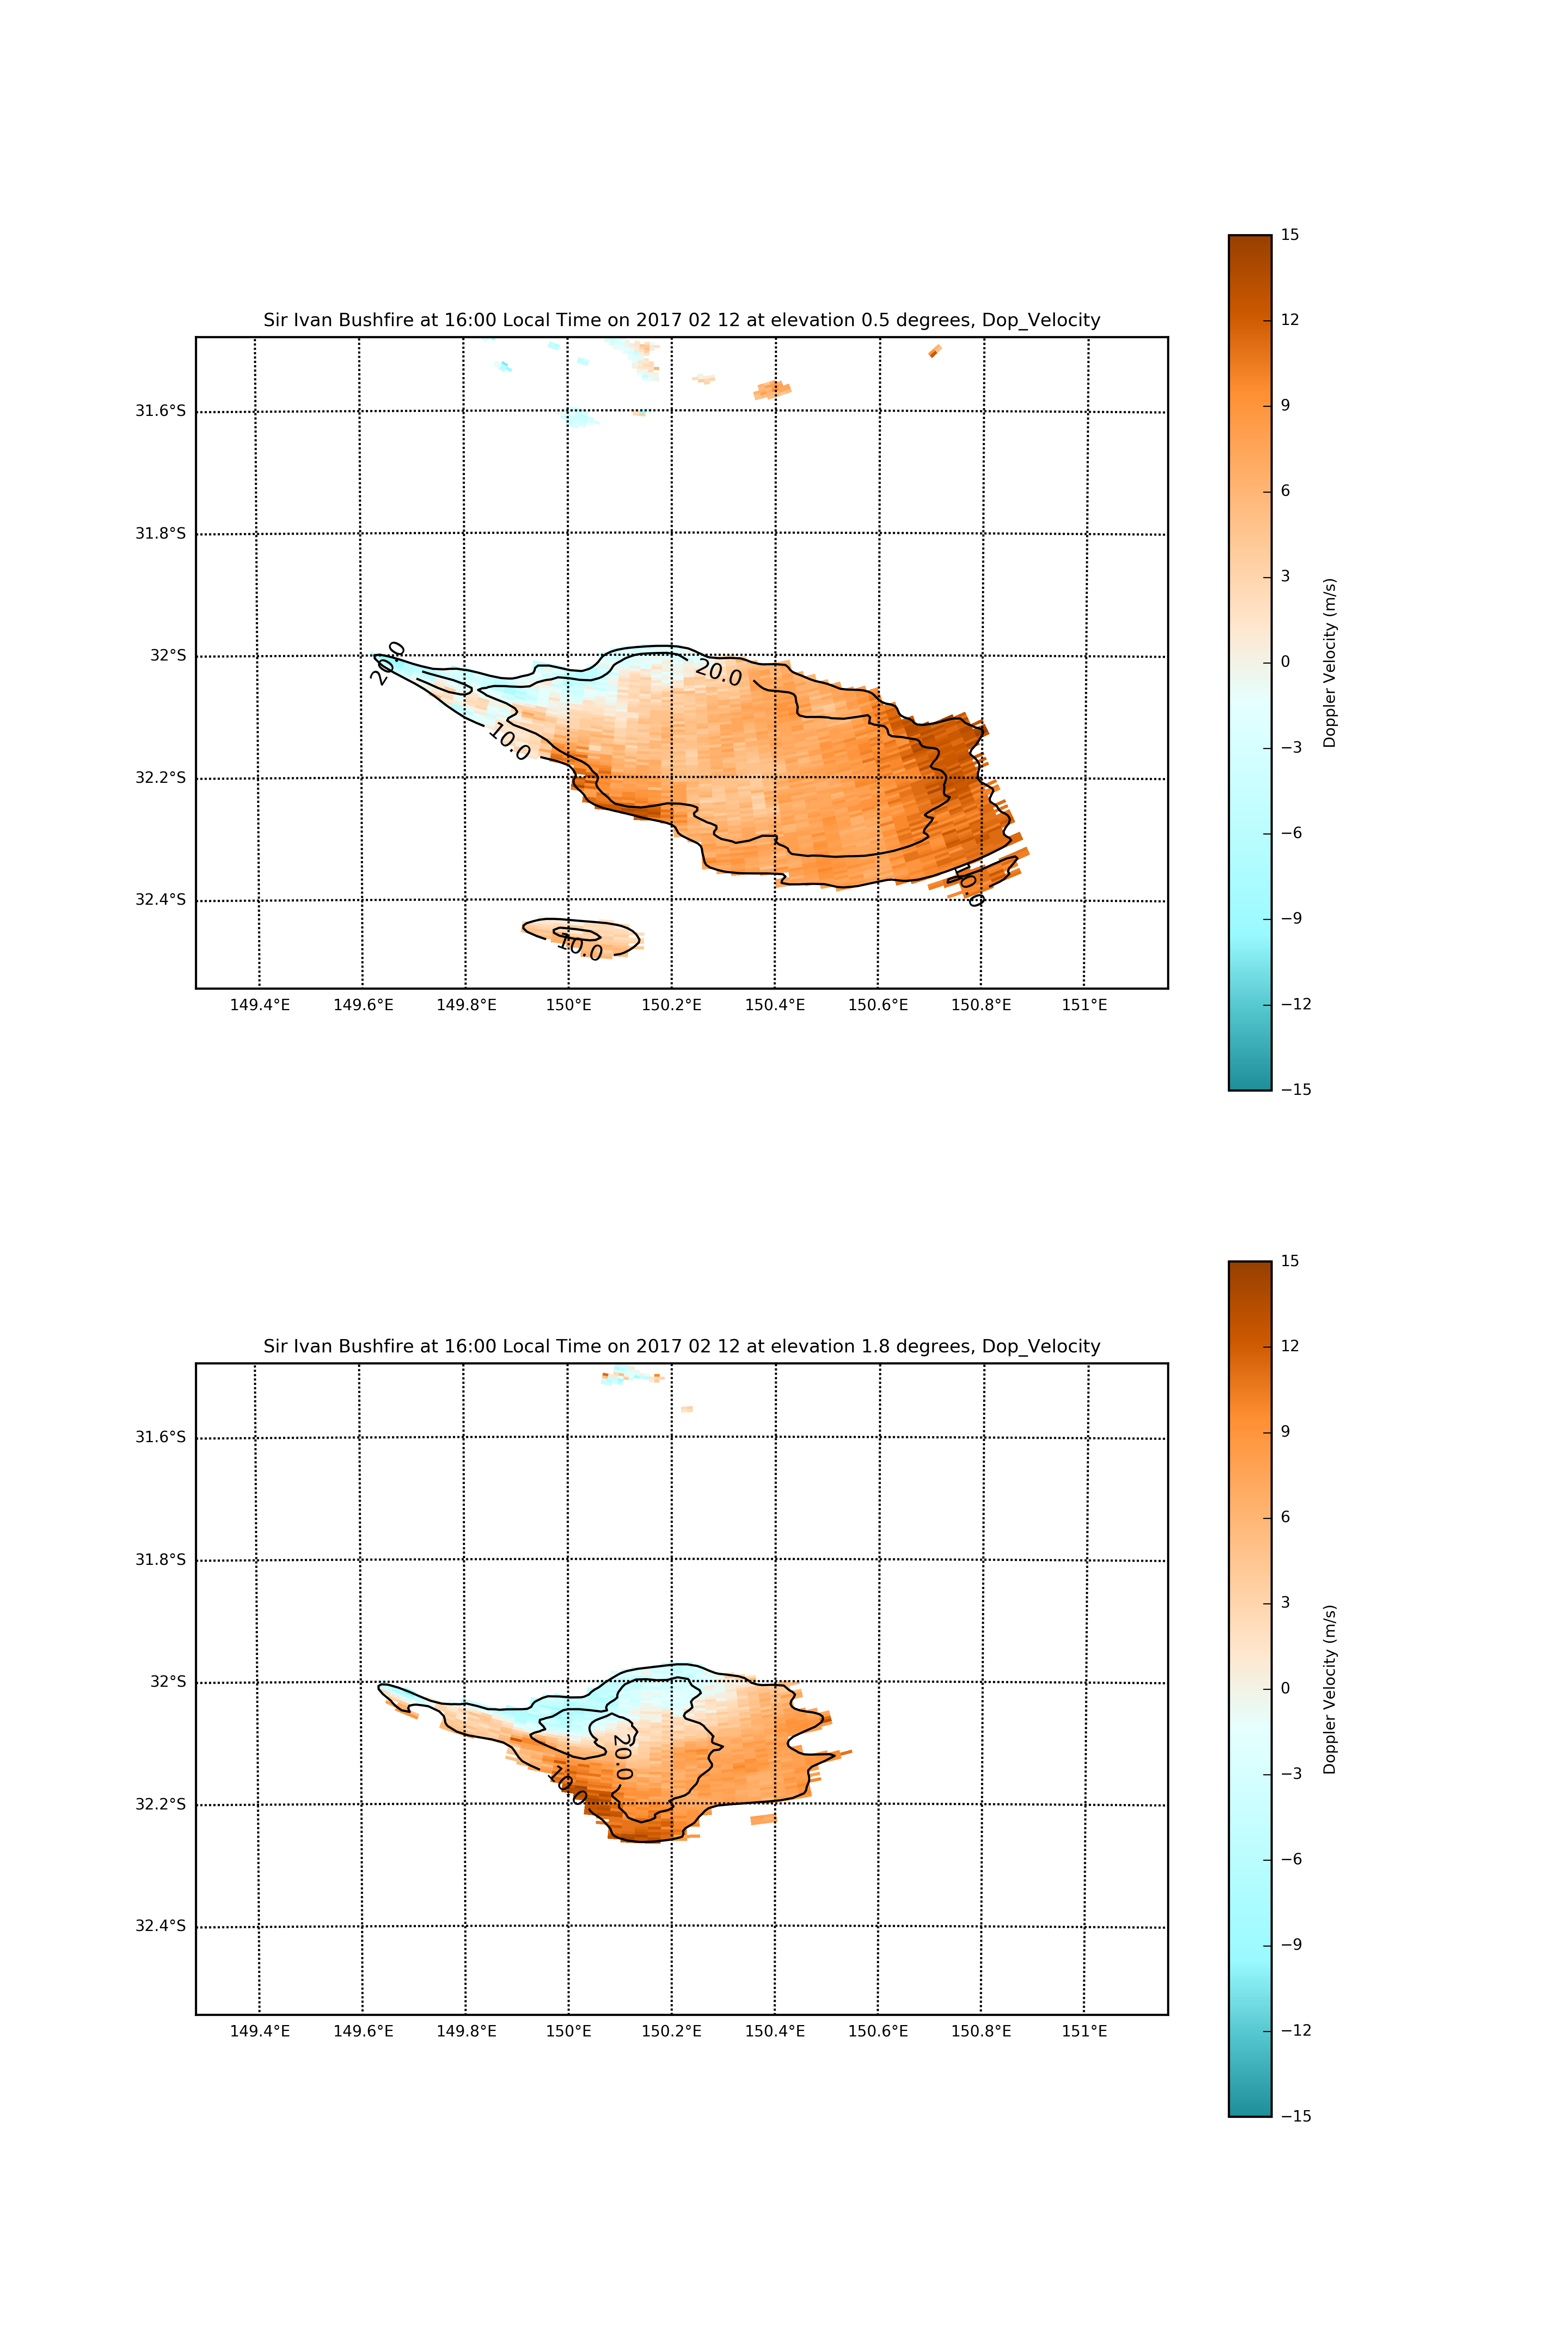 Sir Ivan Bushfire at 16:00 Local Time on 2017 02 12 at elevation 0.5 degrees, Dop_Velocity
31.6°S
31.8°S
32°S
32.2°S
32.4°S
149.4°E 149.6°E 149.8°E 150°E 150.2°E 150.4°E 150.6°E 150.8°E 151°E
20.0
20.0
10.0
10.0
10.0
15
12
9
6
3
0
−3
−6
−9
−12
−15
Doppler Velocity (m/s)
Sir Ivan Bushfire at 16:00 Local Time on 2017 02 12 at elevation 1.8 degrees, Dop_Velocity
31.6°S
31.8°S
32°S
32.2°S
32.4°S
149.4°E 149.6°E 149.8°E 150°E 150.2°E 150.4°E 150.6°E 150.8°E 151°E
20.0
10.0
15
12
9
6
3
0
−3
−6
−9
−12
−15
Doppler Velocity (m/s)